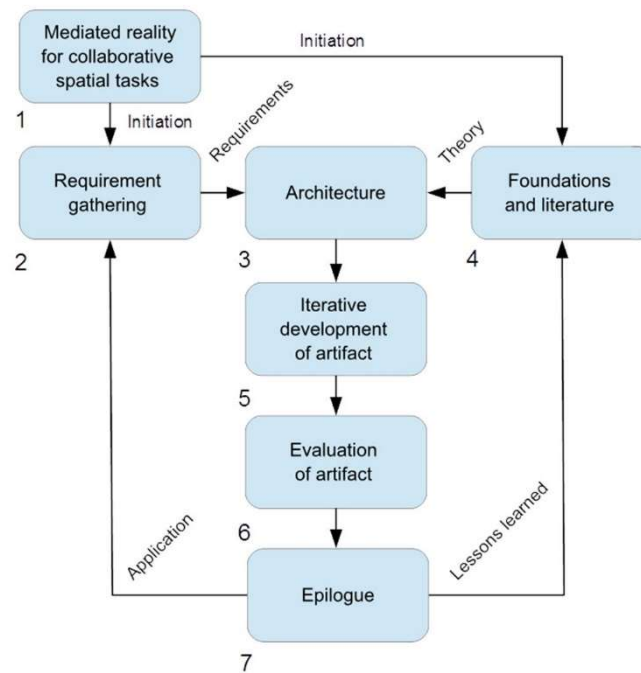 Mediated reality
for collaborative
spatial tasks
Initiation
1
Initiation
Requirements
Theory
Requirement
gathering
Architecture
Foundations
and literature
2
3
4
Iterative
development
of artifact
5
Evaluation
of artifact
6
Application
Lessons learned
Epilogue
7